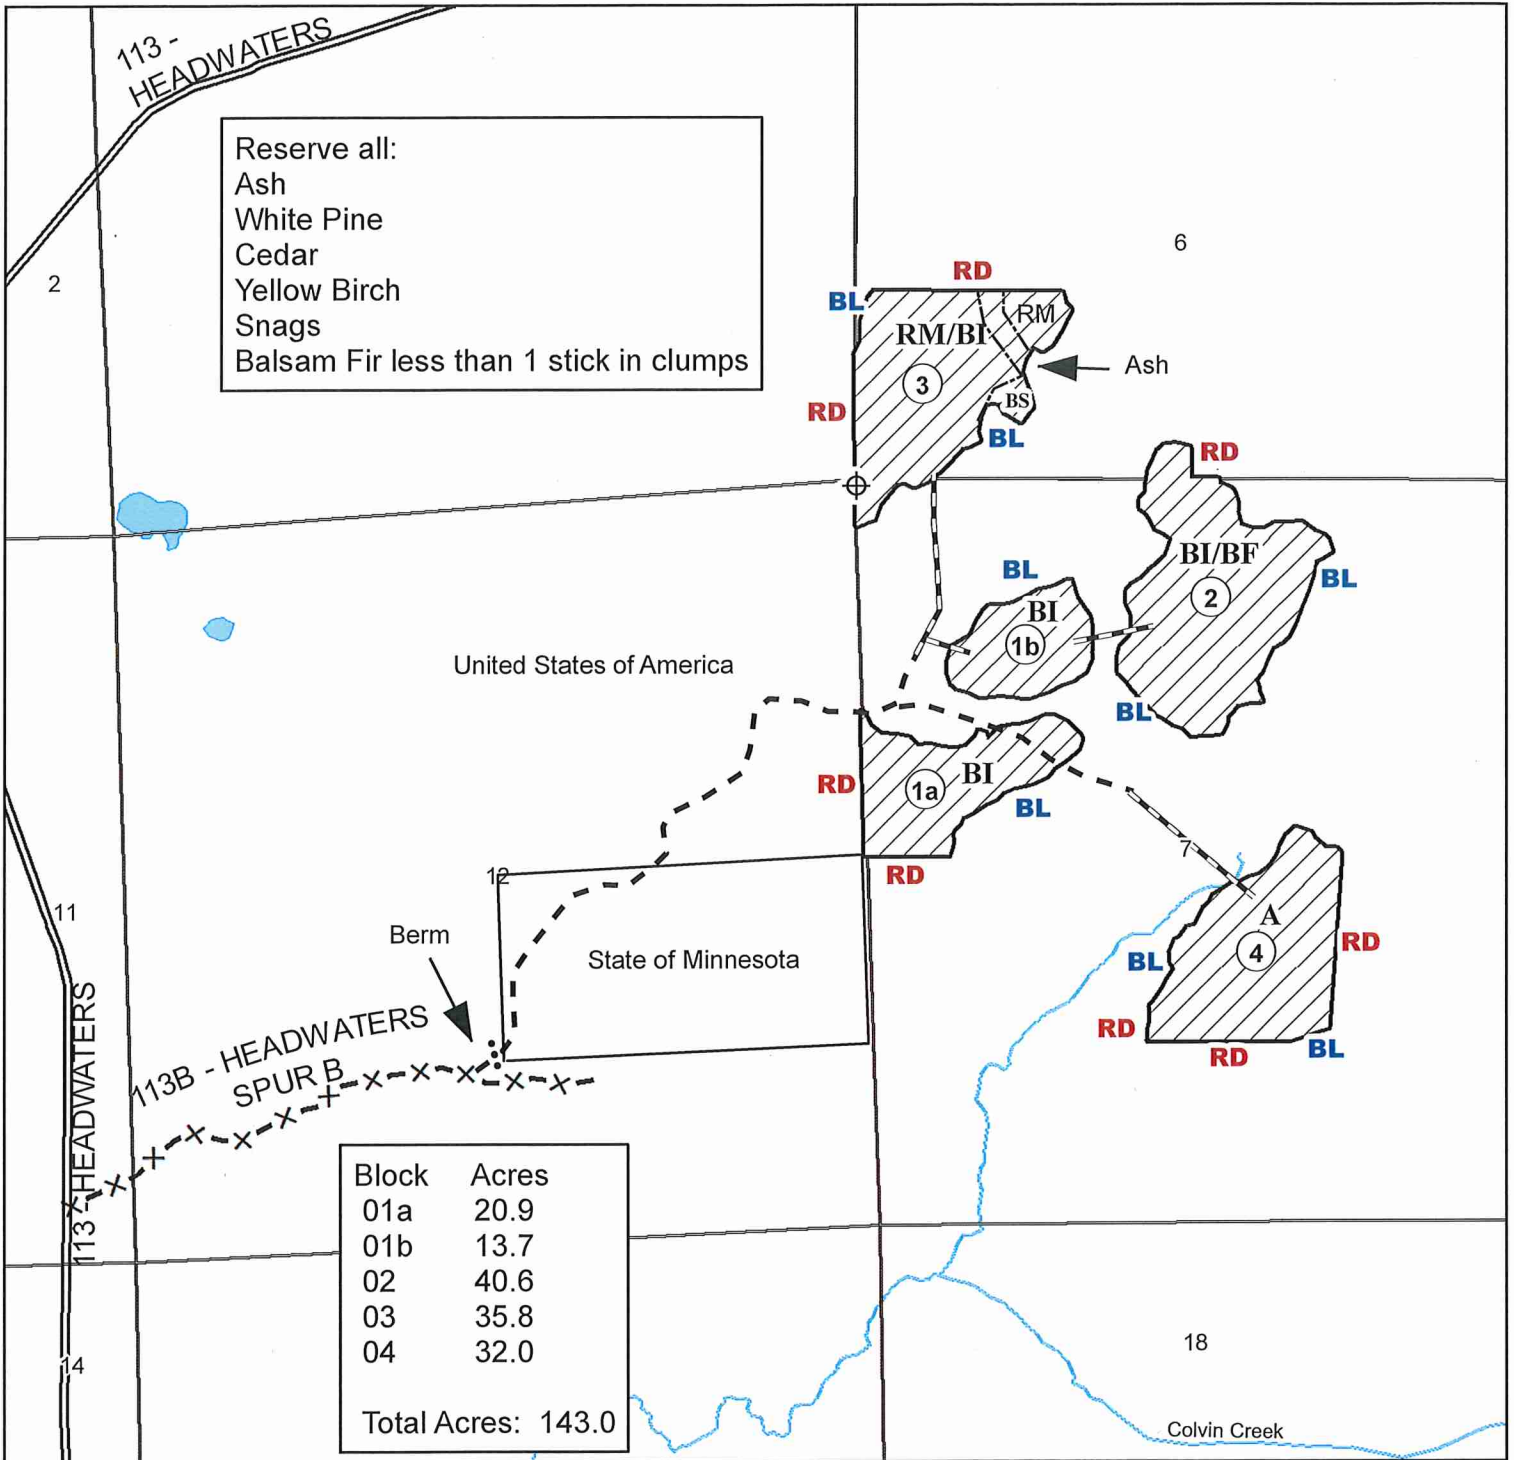 113 -
HEADWATERS
Reserve all:
Ash
White Pine
Cedar
Yellow Birch
Snags
Balsam Fir less than 1 stick in clumps
2
6
RD
BL
RM
RM/BI
Ash
3
BS
RD
BL
RD
BI/BF
BL
BL
2
BI
1b
United States of America
BL
BI
RD
1a
BL
7
RD
12
11
A
Berm
State of Minnesota
RD
4
BL
113B - HEADWATERS
SPUR B
RD
RD
BL
113 - HEADWATERS
Block Acres
01a 20.9
01b 13.7
02 40.6
03 35.8
04 32.0
Total Acres: 143.0
14
18
Colvin Creek